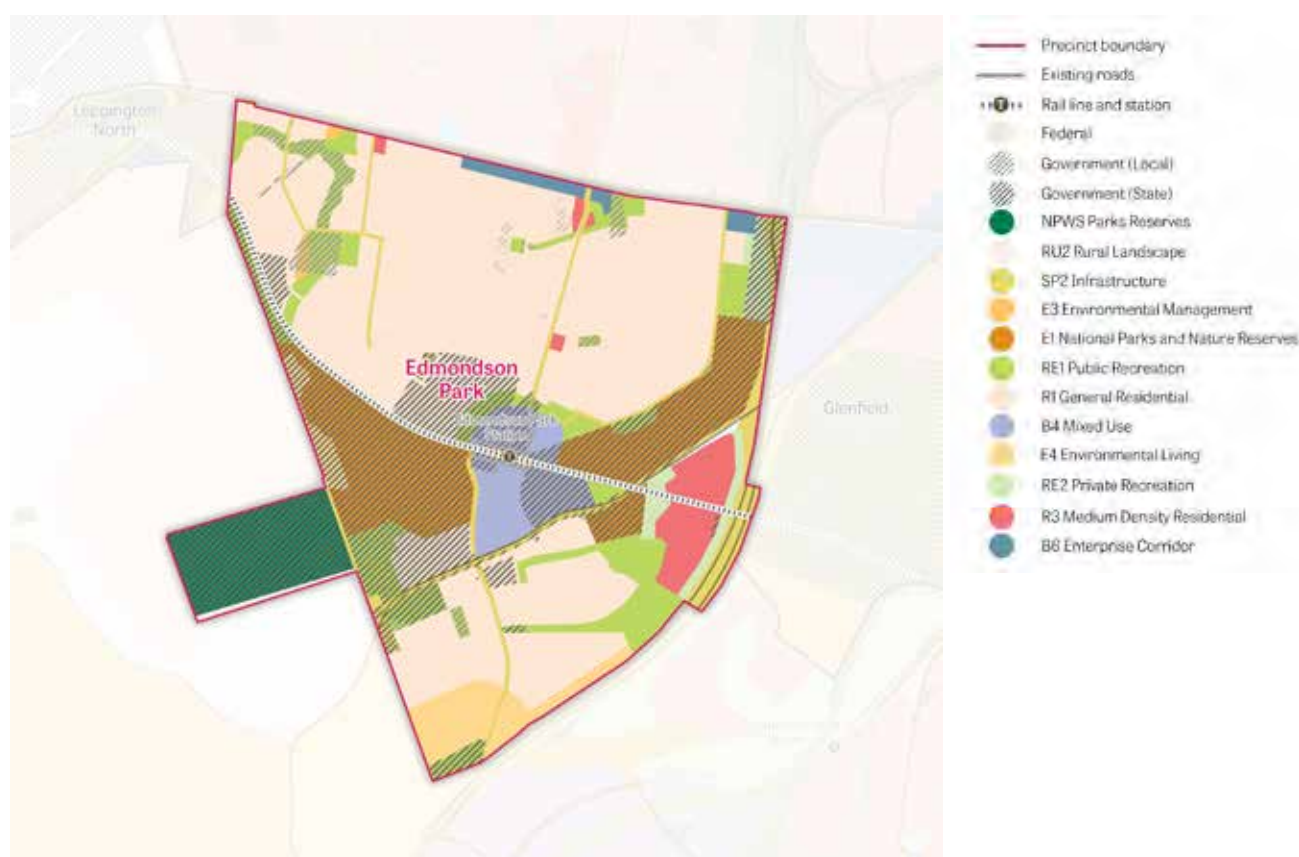 Leppington
North
Edmondson
Park
Edmondson Park
Station
Glenfield
Precinct boundary
Existing roads
Rail line and station
Federal
Government (Local)
Government (State)
NPWS Parks Reserves
RU2 Rural Landscape
SP2 Infrastructure
E3 Environmental Management
E1 National Parks and Nature Reserves
RE1 Public Recreation
R1 General Residential
B4 Mixed Use
E4 Environmental Living
RE2 Private Recreation
R3 Medium Density Residential
B6 Enterprise Corridor